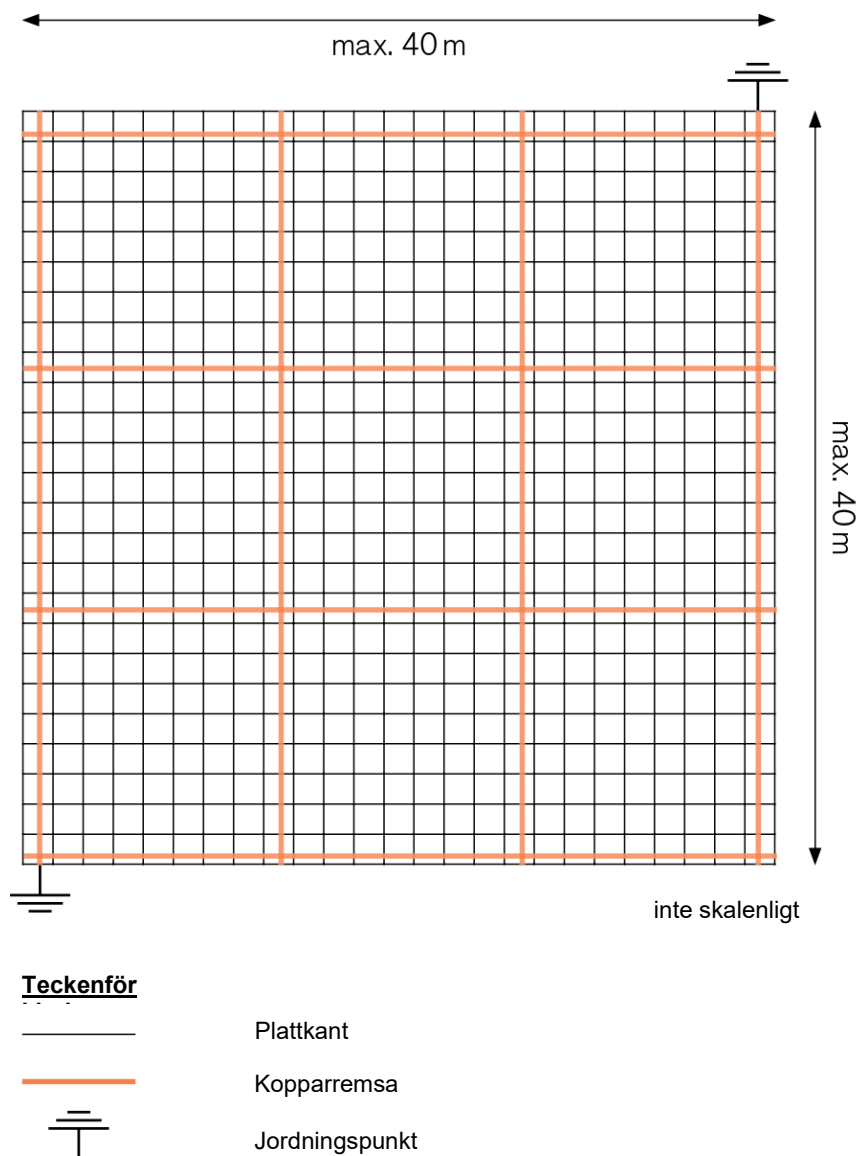 max. 40 m
max. 40 m
inte skalenligt
Teckenför
Plattkant
Kopparremsa
Jordningspunkt